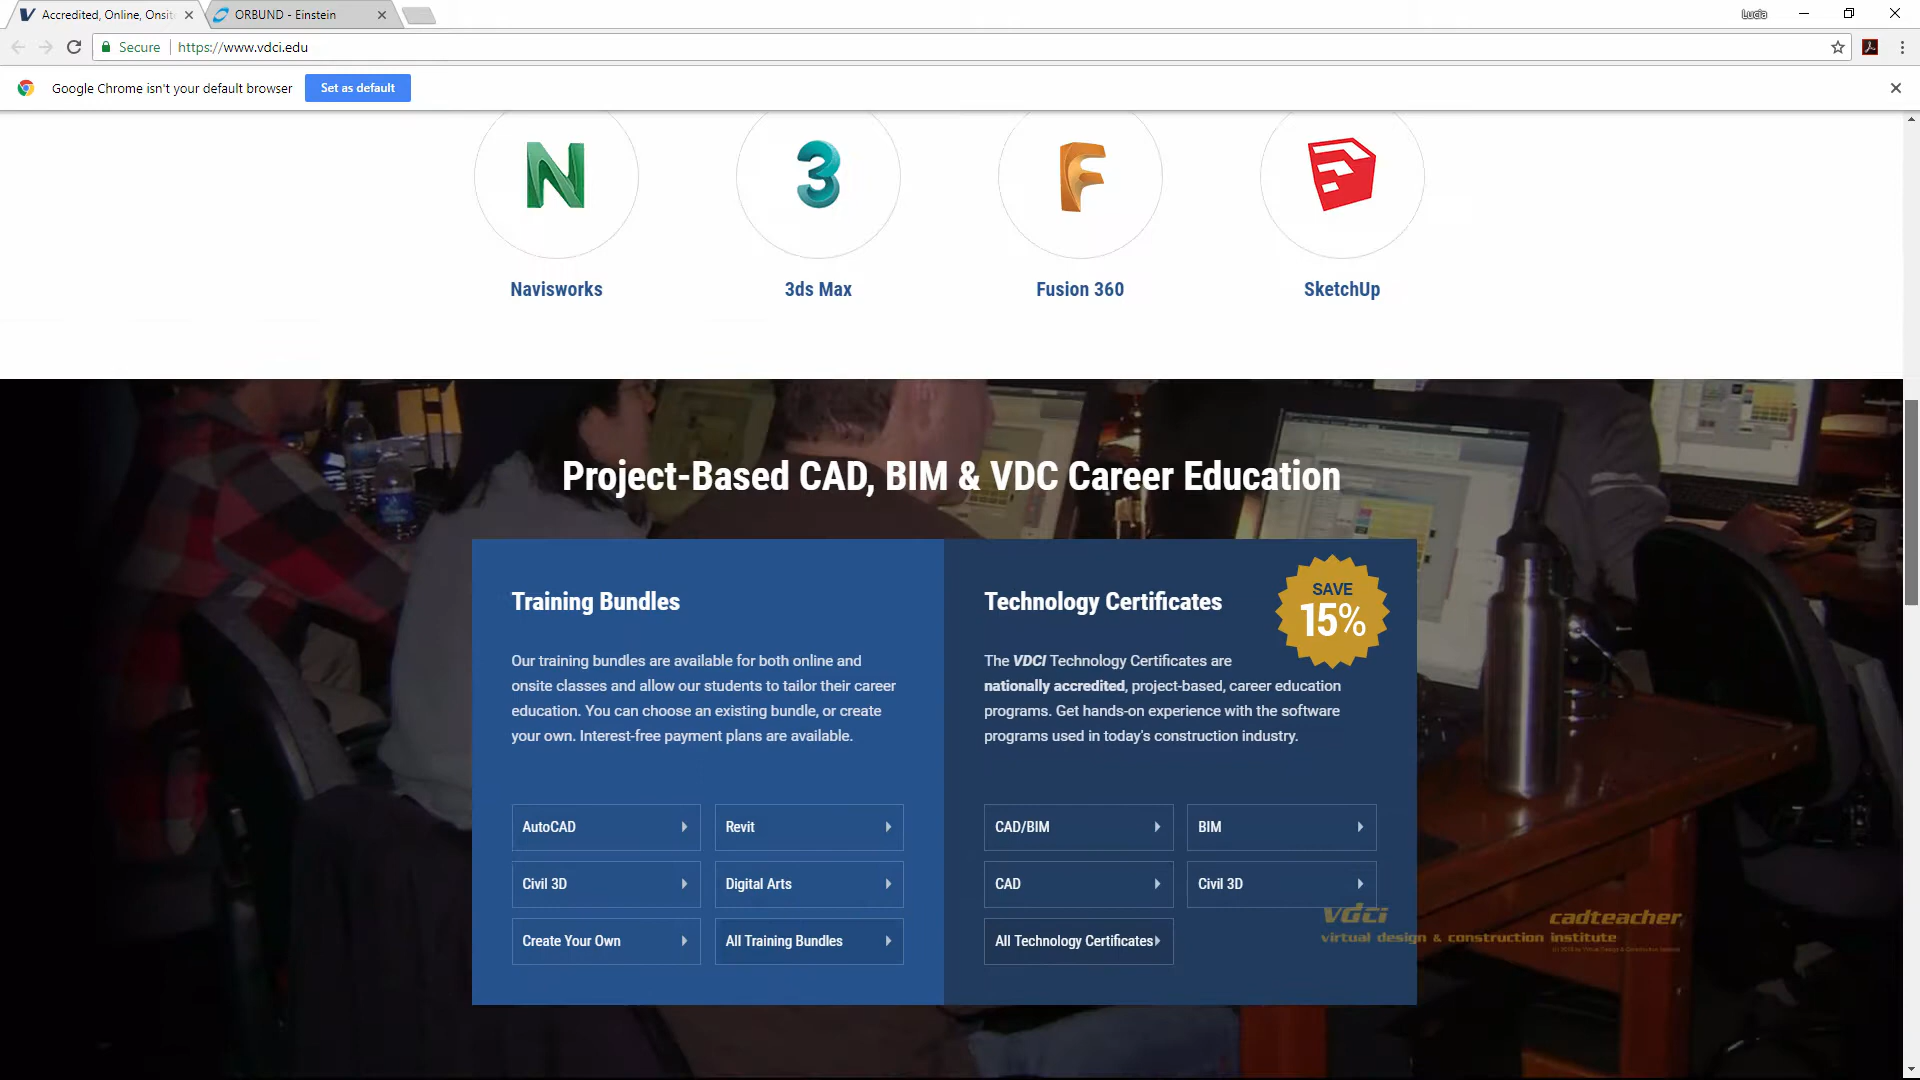 Accredited, Online, Onsit
ORBUND - Einstein
Lucia
Secure
https://www.vdci.edu
Google Chrome isn't your default browser
Set as default
Navisworks
3ds Max
Fusion 360
SketchUp
Project-Based CAD, BIM & VDC Career Education
Training Bundles
Our training bundles are available for both online and
onsite classes and allow our students to tailor their career
education. You can choose an existing bundle, or create
your own. Interest-free payment plans are available.
AutoCAD
Revit
Civil 3D
Digital Arts
Create Your Own
All Training Bundles
Technology Certificates
SAVE
15%
The VDCI Technology Certificates are
nationally accredited, project-based, career education
programs. Get hands-on experience with the software
programs used in today's construction industry.
CAD/BIM
BIM
CAD
Civil 3D
All Technology Certificates
vdci
cadteacher
virtual design & construction institute